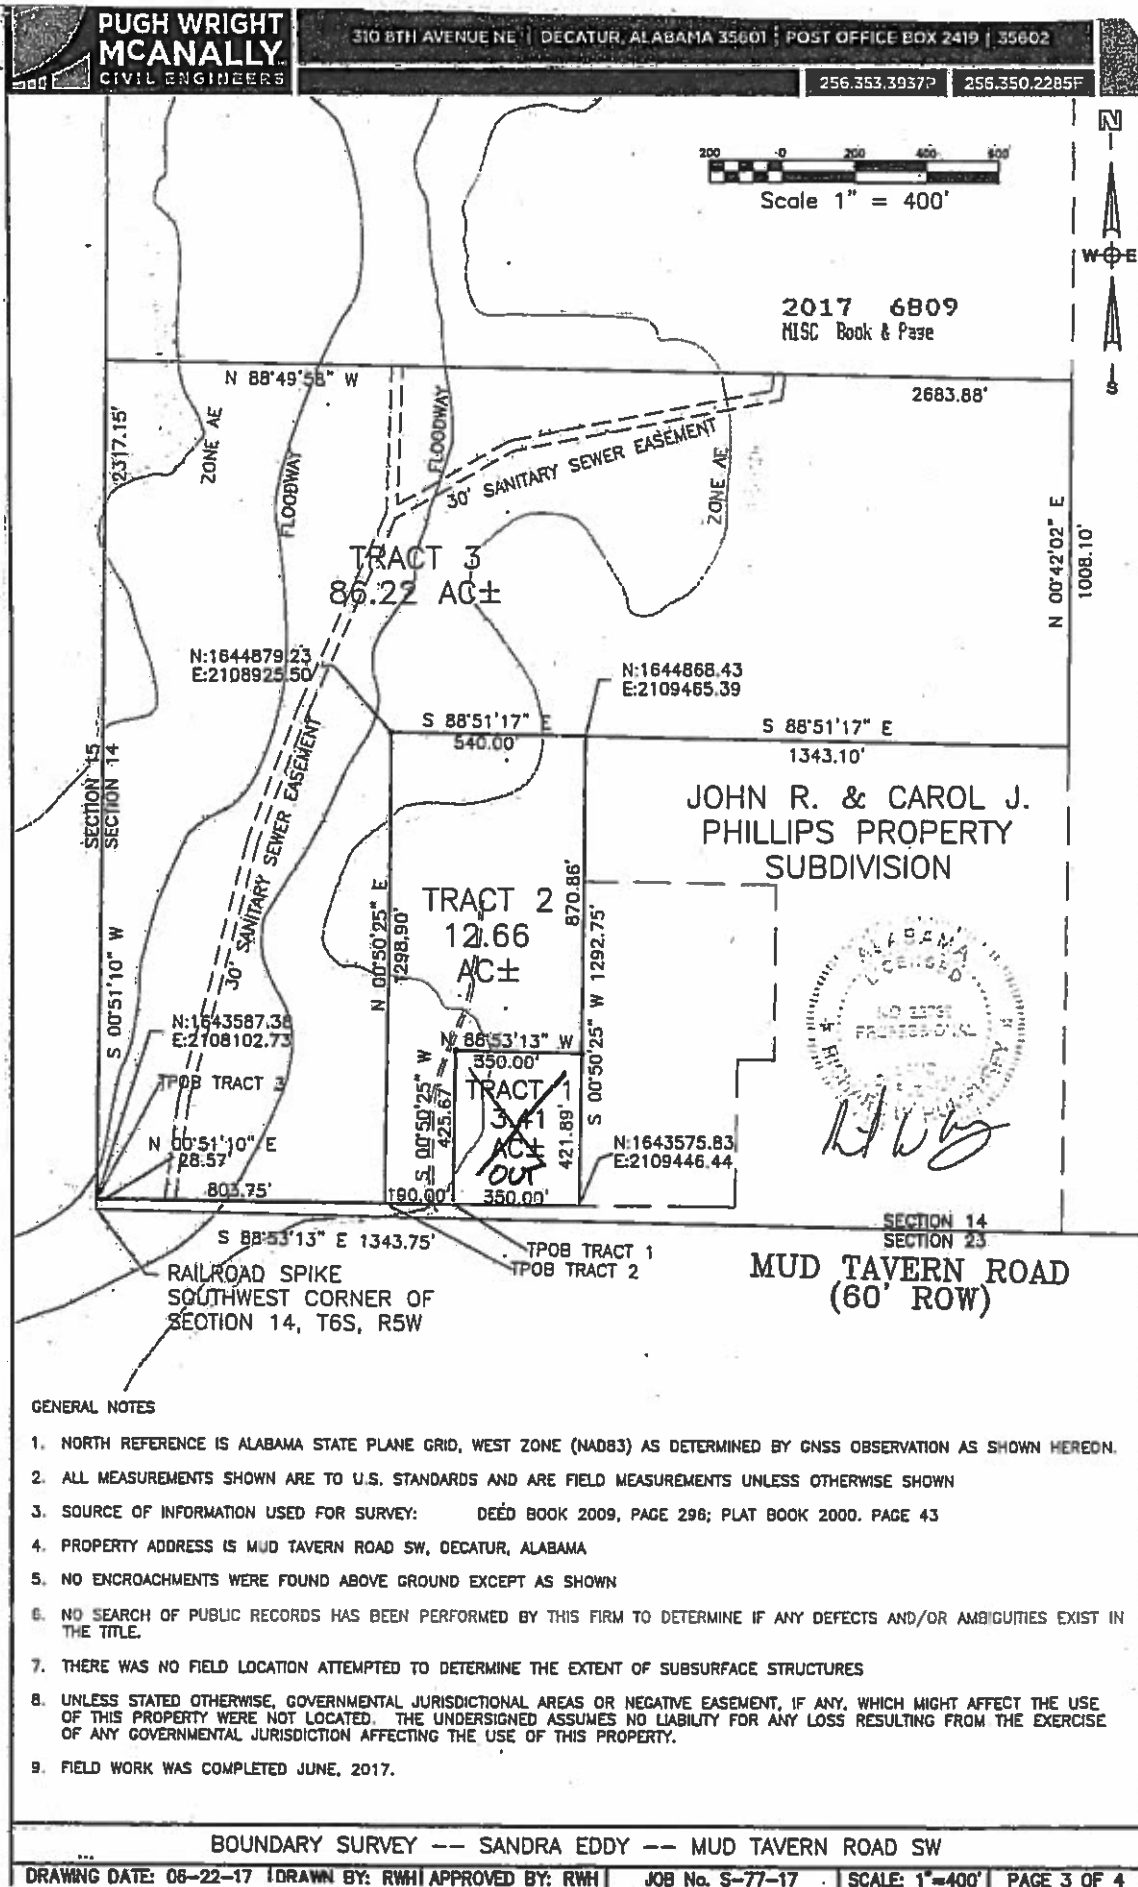 PUGH WRIGHT
MCANALLY
CIVIL ENGINEERS
310 8TH AVENUE NE | DECATUR, ALABAMA 35601 | POST OFFICE BOX 2419 | 35602
256.353.3937P
256.350.2285F
N
200 0 200 400 600'
Scale 1" = 400'
W E
S
2017 6809
MISC Book & Page
N 88°49'58" W
2683.88'
2317.15'
ZONE AE
FLOODWAY
FLOODWAY
30' SANITARY SEWER EASEMENT
ZONE AE
N 00°42'02" E
1008.10'
TRACT 3
86.22 AC±
N:1644879.23
E:2108925.50
N:1644868.43
E:2109465.39
S 88°51'17" E
540.00'
S 88°51'17" E
1343.10'
SECTION 15
SECTION 14
30' SANITARY SEWER EASEMENT
JOHN R. & CAROL J.
PHILLIPS PROPERTY
SUBDIVISION
TRACT 2
12.66
AC±
870.86'
N 00°50'25" E
1298.90'
S 00°50'25" W 1292.75'
S 00°51'10" W
ALABAMA
LICENSED
PROFESSIONAL
N:1643587.38
E:2108102.73
N 88°53'13" W
350.00'
TPOB TRACT 3
TRACT 1
3.41
AC±
OUT
S 00°50'25" W
425.67'
421.89'
N 00°51'10" E
28.57'
N:1643575.83
E:2109446.44
803.75'
190.00'
350.00'
S 88°53'13" E 1343.75'
TPOB TRACT 1
TPOB TRACT 2
SECTION 14
SECTION 23
MUD TAVERN ROAD
(60' ROW)
RAILROAD SPIKE
SOUTHWEST CORNER OF
SECTION 14, T6S, R5W
GENERAL NOTES
1. NORTH REFERENCE IS ALABAMA STATE PLANE GRID, WEST ZONE (NAD83) AS DETERMINED BY GNSS OBSERVATION AS SHOWN HEREON.
2. ALL MEASUREMENTS SHOWN ARE TO U.S. STANDARDS AND ARE FIELD MEASUREMENTS UNLESS OTHERWISE SHOWN
3. SOURCE OF INFORMATION USED FOR SURVEY: DEED BOOK 2009, PAGE 296; PLAT BOOK 2000. PAGE 43
4. PROPERTY ADDRESS IS MUD TAVERN ROAD SW, DECATUR, ALABAMA
5. NO ENCROACHMENTS WERE FOUND ABOVE GROUND EXCEPT AS SHOWN
6. NO SEARCH OF PUBLIC RECORDS HAS BEEN PERFORMED BY THIS FIRM TO DETERMINE IF ANY DEFECTS AND/OR AMBIGUITIES EXIST IN
THE TITLE.
7. THERE WAS NO FIELD LOCATION ATTEMPTED TO DETERMINE THE EXTENT OF SUBSURFACE STRUCTURES
8. UNLESS STATED OTHERWISE, GOVERNMENTAL JURISDICTIONAL AREAS OR NEGATIVE EASEMENT, IF ANY, WHICH MIGHT AFFECT THE USE
OF THIS PROPERTY WERE NOT LOCATED. THE UNDERSIGNED ASSUMES NO LIABILITY FOR ANY LOSS RESULTING FROM THE EXERCISE
OF ANY GOVERNMENTAL JURISDICTION AFFECTING THE USE OF THIS PROPERTY.
9. FIELD WORK WAS COMPLETED JUNE, 2017.
BOUNDARY SURVEY -- SANDRA EDDY -- MUD TAVERN ROAD SW
DRAWING DATE: 06-22-17 DRAWN BY: RWH APPROVED BY: RWH JOB No. S-77-17 SCALE: 1"=400' PAGE 3 OF 4